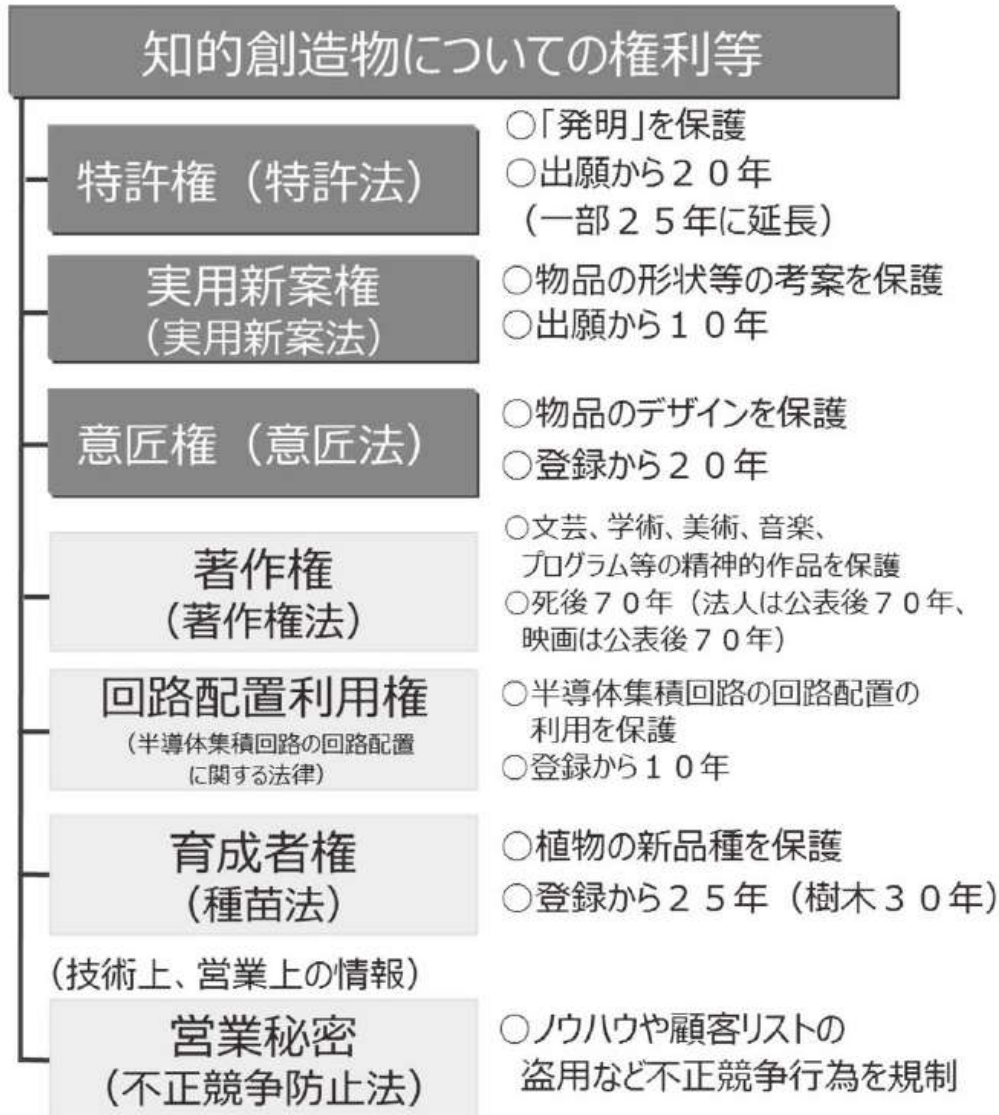 知的創造物についての権利等
特許権（特許法）
○「発明」を保護
○出願から２０年
（一部２５年に延長）
実用新案権
（実用新案法）
○物品の形状等の考案を保護
○出願から１０年
意匠権（意匠法）
○物品のデザインを保護
○登録から２０年
著作権
（著作権法）
○文芸、学術、美術、音楽、
プログラム等の精神的作品を保護
○死後７０年（法人は公表後７０年、
映画は公表後７０年）
回路配置利用権
（半導体集積回路の回路配置
に関する法律）
○半導体集積回路の回路配置の
利用を保護
○登録から１０年
育成者権
（種苗法）
○植物の新品種を保護
○登録から２５年（樹木３０年）
（技術上、営業上の情報）
営業秘密
（不正競争防止法）
○ノウハウや顧客リストの
盗用など不正競争行為を規制